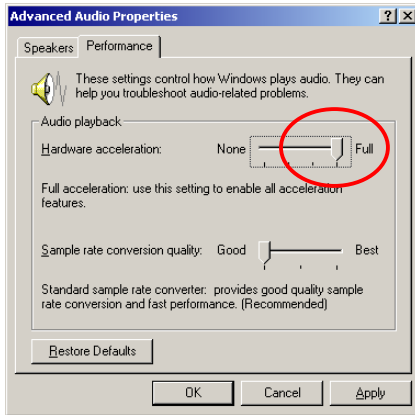 Advanced Audio Properties
Speakers Performance
These settings control how Windows plays audio. They can
help you troubleshoot audio-related problems.
Audio playback
Hardware acceleration: None Full
Full acceleration: use this setting to enable all acceleration
features.
Sample rate conversion quality: Good Best
Standard sample rate converter: provides good quality sample
rate conversion and fast performance. (Recommended)
Restore Defaults
OK Cancel Apply